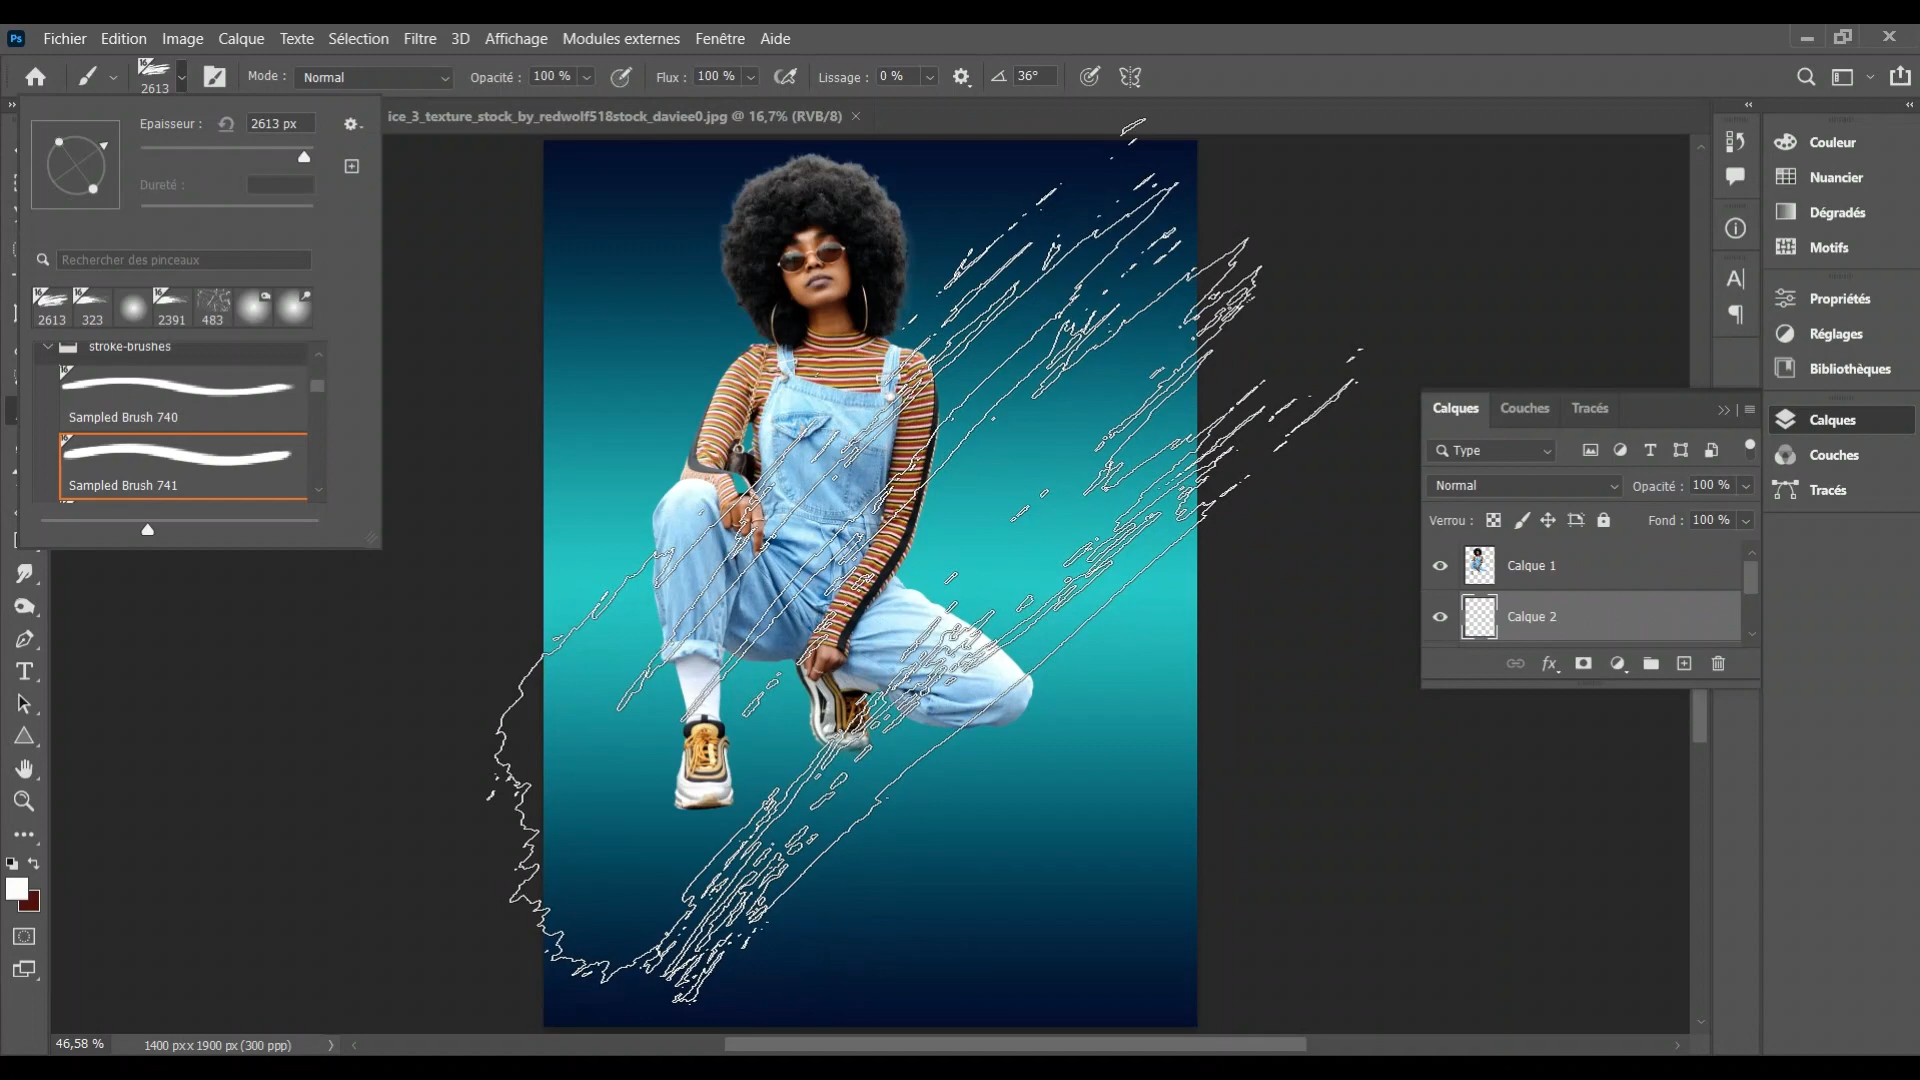 Ps Fichier Edition Image Calque Texte Sélection Filtre 3D Affichage Modules externes Fenêtre Aide
16 2613 Mode : Normal Opacité : 100 % Flux : 100 % Lissage : 0 % 36°
ice_3_texture_stock_by_redwolf518stock_daviee0.jpg @ 16,7% (RVB/8) ×
Epaisseur : 2613 px
Dureté :
Rechercher des pinceaux
2613 323 2391 483
stroke-brushes
Sampled Brush 740
Sampled Brush 741
Couleur
Nuancier
Dégradés
Motifs
Propriétés
Réglages
Bibliothèques
Calques
Couches
Tracés
Calques Couches Tracés
Type
Normal Opacité : 100 %
Verrou : Fond : 100 %
Calque 1
Calque 2
fx
46,58 % 1400 px x 1900 px (300 ppp)